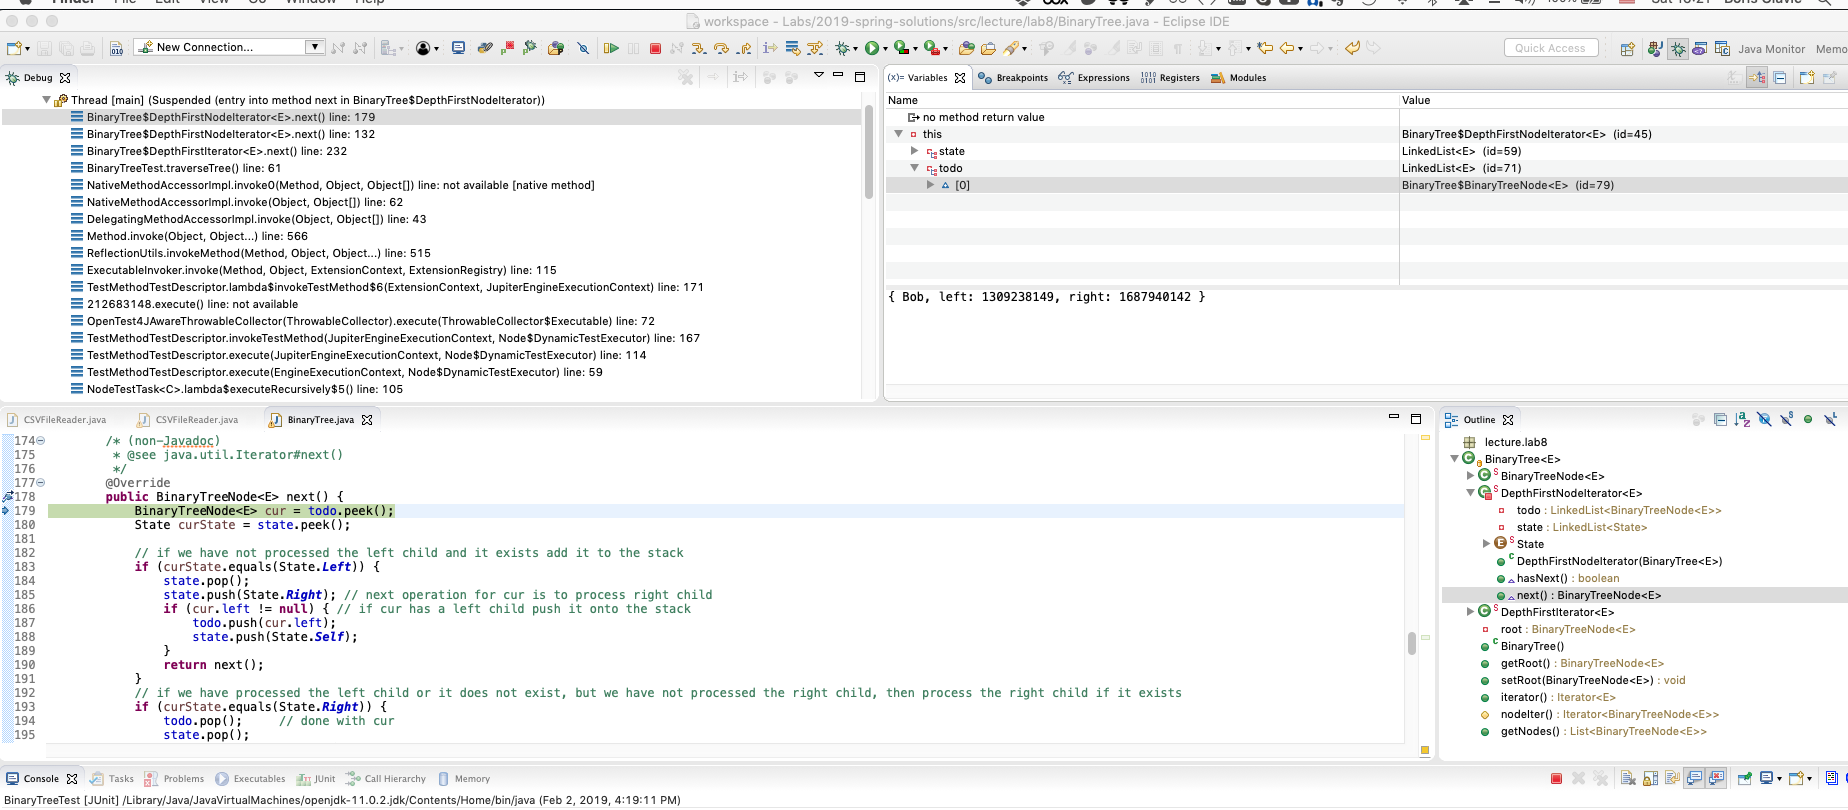 Finder File Edit View Go Window Help
workspace - Labs/2019-spring-solutions/src/lecture/lab8/BinaryTree.java - Eclipse IDE
New Connection...
Quick Access
Java Monitor
Memo
Debug
Thread [main] (Suspended (entry into method next in BinaryTree$DepthFirstNodeIterator))
BinaryTree$DepthFirstNodeIterator<E>.next() line: 179
BinaryTree$DepthFirstNodeIterator<E>.next() line: 132
BinaryTree$DepthFirstIterator<E>.next() line: 232
BinaryTreeTest.traverseTree() line: 61
NativeMethodAccessorImpl.invoke0(Method, Object, Object[]) line: not available [native method]
NativeMethodAccessorImpl.invoke(Object, Object[]) line: 62
DelegatingMethodAccessorImpl.invoke(Object, Object[]) line: 43
Method.invoke(Object, Object...) line: 566
ReflectionUtils.invokeMethod(Method, Object, Object...) line: 515
ExecutableInvoker.invoke(Method, Object, ExtensionContext, ExtensionRegistry) line: 115
TestMethodTestDescriptor.lambda$invokeTestMethod$6(ExtensionContext, JupiterEngineExecutionContext) line: 171
212683148.execute() line: not available
OpenTest4JAwareThrowableCollector(ThrowableCollector).execute(ThrowableCollector$Executable) line: 72
TestMethodTestDescriptor.invokeTestMethod(JupiterEngineExecutionContext, Node$DynamicTestExecutor) line: 167
TestMethodTestDescriptor.execute(JupiterEngineExecutionContext, Node$DynamicTestExecutor) line: 114
TestMethodTestDescriptor.execute(EngineExecutionContext, Node$DynamicTestExecutor) line: 59
NodeTestTask<C>.lambda$executeRecursively$5() line: 105
(x)= Variables Breakpoints Expressions Registers Modules
Name Value
no method return value
this BinaryTree$DepthFirstNodeIterator<E> (id=45)
state LinkedList<E> (id=59)
todo LinkedList<E> (id=71)
[0] BinaryTree$BinaryTreeNode<E> (id=79)
{ Bob, left: 1309238149, right: 1687940142 }
CSVFileReader.java CSVFileReader.java BinaryTree.java
174 /* (non-Javadoc)
175 * @see java.util.Iterator#next()
176 */
177 @Override
178 public BinaryTreeNode<E> next() {
179 BinaryTreeNode<E> cur = todo.peek();
180 State curState = state.peek();
181
182 // if we have not processed the left child and it exists add it to the stack
183 if (curState.equals(State.Left)) {
184 state.pop();
185 state.push(State.Right); // next operation for cur is to process right child
186 if (cur.left != null) { // if cur has a left child push it onto the stack
187 todo.push(cur.left);
188 state.push(State.Self);
189 }
190 return next();
191 }
192 // if we have processed the left child or it does not exist, but we have not processed the right child, then process the right child if it exists
193 if (curState.equals(State.Right)) {
194 todo.pop(); // done with cur
195 state.pop();
Outline
lecture.lab8
BinaryTree<E>
BinaryTreeNode<E>
DepthFirstNodeIterator<E>
todo : LinkedList<BinaryTreeNode<E>>
state : LinkedList<State>
State
DepthFirstNodeIterator(BinaryTree<E>)
hasNext() : boolean
next() : BinaryTreeNode<E>
DepthFirstIterator<E>
root : BinaryTreeNode<E>
BinaryTree()
getRoot() : BinaryTreeNode<E>
setRoot(BinaryTreeNode<E>) : void
iterator() : Iterator<E>
nodeIter() : Iterator<BinaryTreeNode<E>>
getNodes() : List<BinaryTreeNode<E>>
Console Tasks Problems Executables JUnit Call Hierarchy Memory
BinaryTreeTest [JUnit] /Library/Java/JavaVirtualMachines/openjdk-11.0.2.jdk/Contents/Home/bin/java (Feb 2, 2019, 4:19:11 PM)